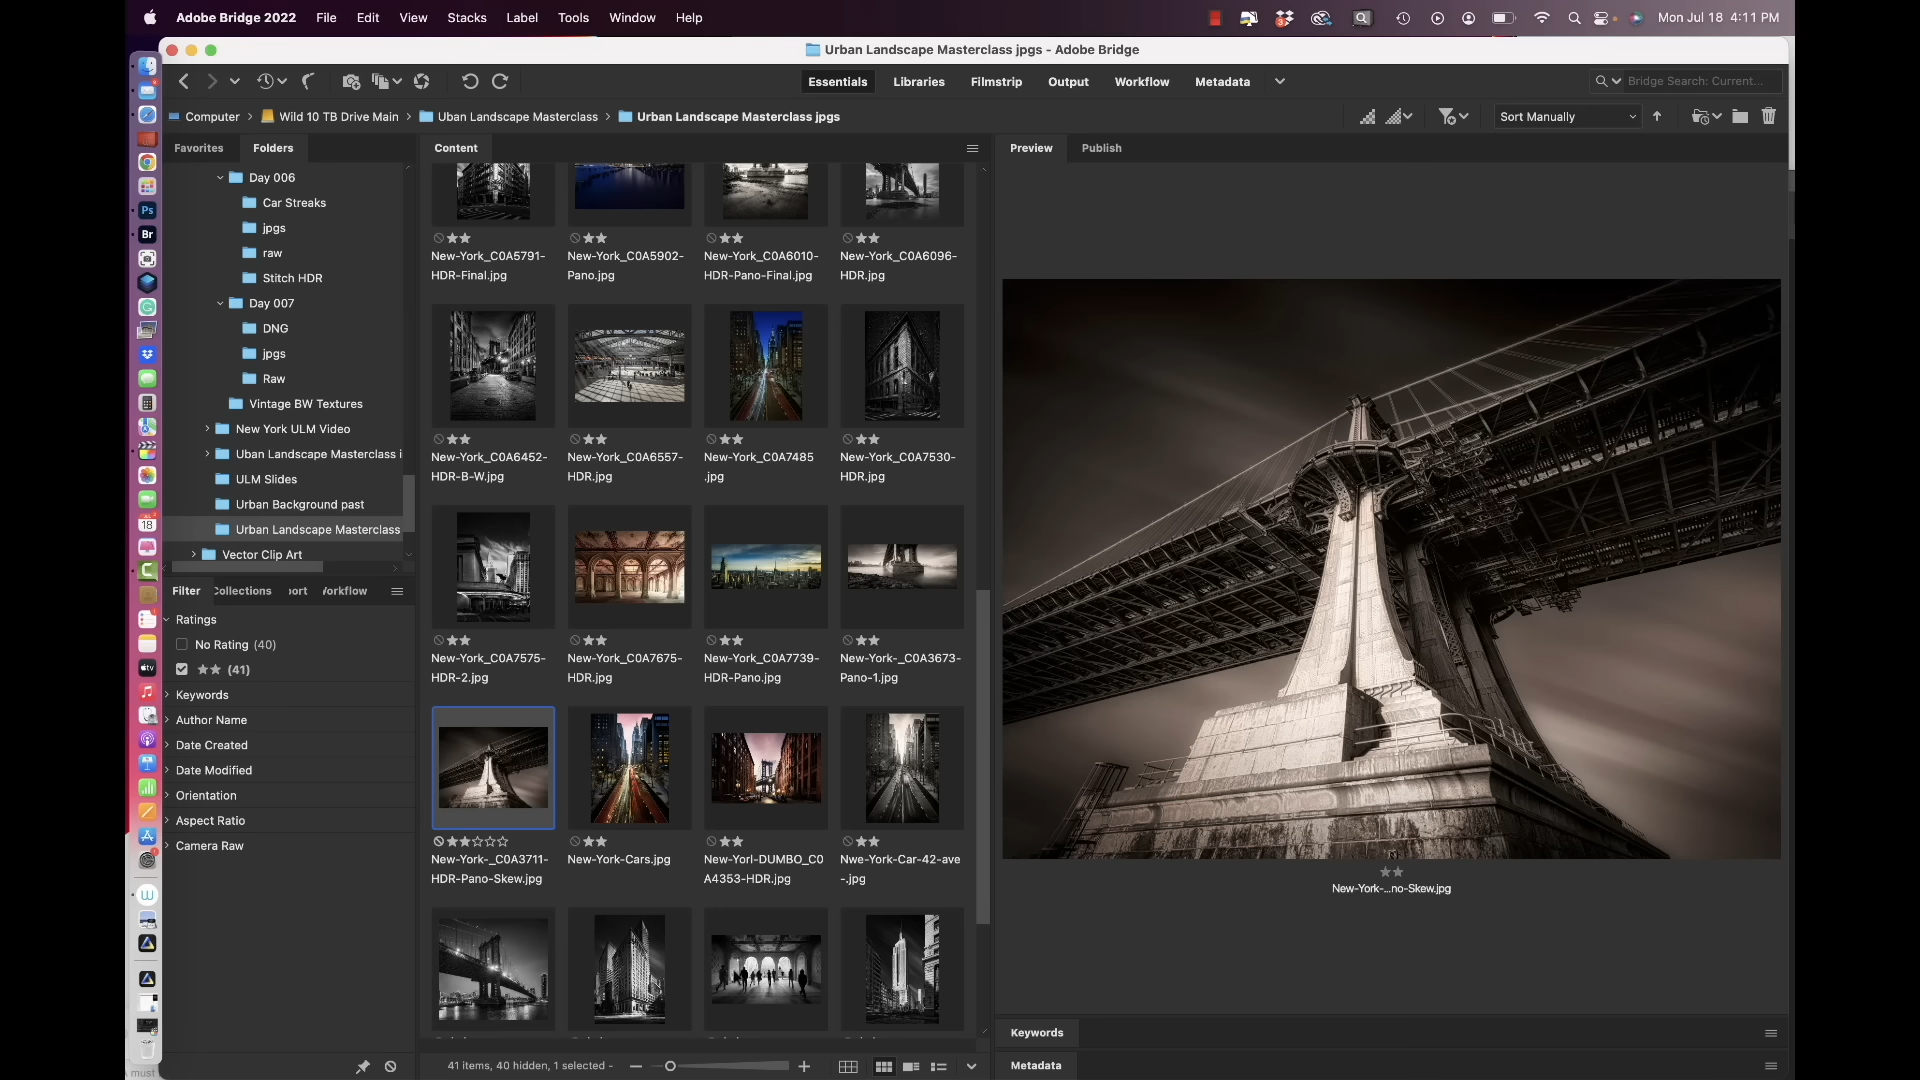 Adobe Bridge 2022 File Edit View Stacks Label Tools Window Help Mon Jul 18 4:11 PM
Urban Landscape Masterclass jpgs - Adobe Bridge
Essentials Libraries Filmstrip Output Workflow Metadata Bridge Search: Current...
Computer Wild 10 TB Drive Main Uban Landscape Masterclass Urban Landscape Masterclass jpgs Sort Manually
Favorites Folders
Day 006
Car Streaks
jpgs
raw
Stitch HDR
Day 007
DNG
jpgs
Raw
Vintage BW Textures
New York ULM Video
Uban Landscape Masterclass i
ULM Slides
Urban Background past
Urban Landscape Masterclass
Vector Clip Art
Filter Collections port Workflow
Ratings
No Rating (40)
(41)
Keywords
Author Name
Date Created
Date Modified
Orientation
Aspect Ratio
Camera Raw
Content
New-York_C0A5791-
HDR-Final.jpg
New-York_C0A5902-
Pano.jpg
New-York_C0A6010-
HDR-Pano-Final.jpg
New-York_C0A6096-
HDR.jpg
New-York_C0A6452-
HDR-B-W.jpg
New-York_C0A6557-
HDR.jpg
New-York_C0A7485
.jpg
New-York_C0A7530-
HDR.jpg
New-York_C0A7575-
HDR-2.jpg
New-York_C0A7675-
HDR.jpg
New-York_C0A7739-
HDR-Pano.jpg
New-York-_C0A3673-
Pano-1.jpg
New-York-_C0A3711-
HDR-Pano-Skew.jpg
New-York-Cars.jpg
New-Yorl-DUMBO_C0
A4353-HDR.jpg
Nwe-York-Car-42-ave
-.jpg
41 items, 40 hidden, 1 selected -
Preview Publish
New-York-...no-Skew.jpg
Keywords
Metadata
Ps
Br
18
tv
must